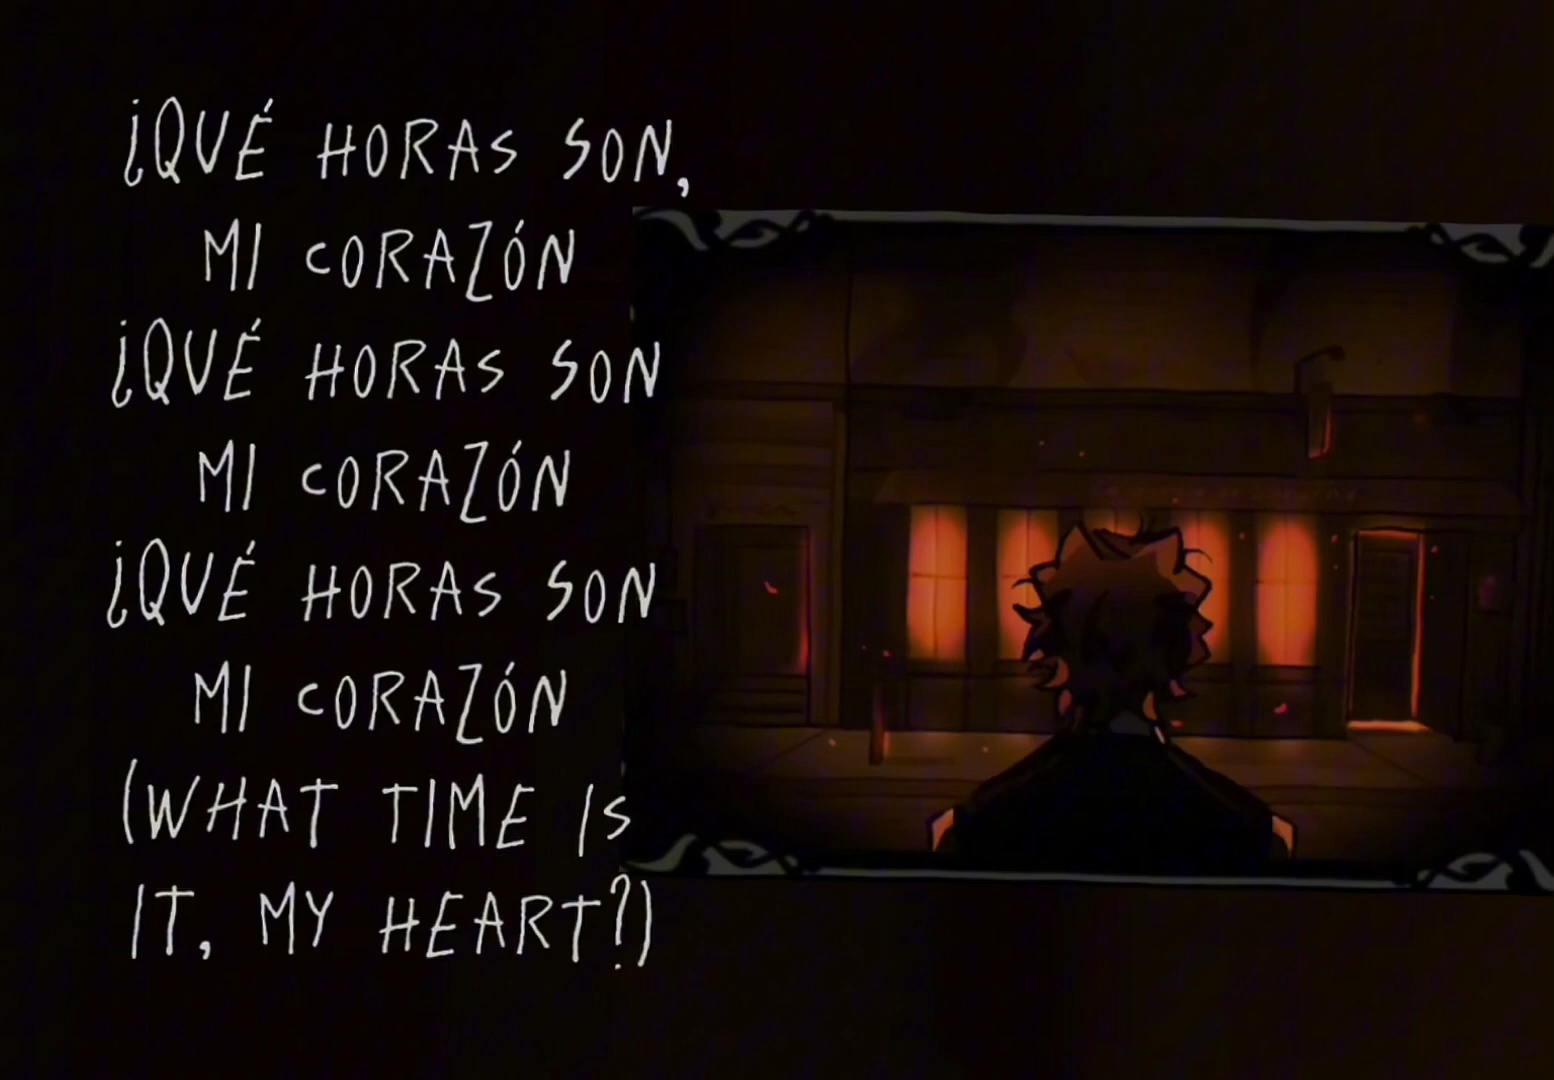 ¿QUÉ HORAS SON,
MI CORAZÓN
¿QUÉ HORAS SON
MI CORAZÓN
¿QUÉ HORAS SON
MI CORAZÓN
(WHAT TIME IS
IT, MY HEART?)